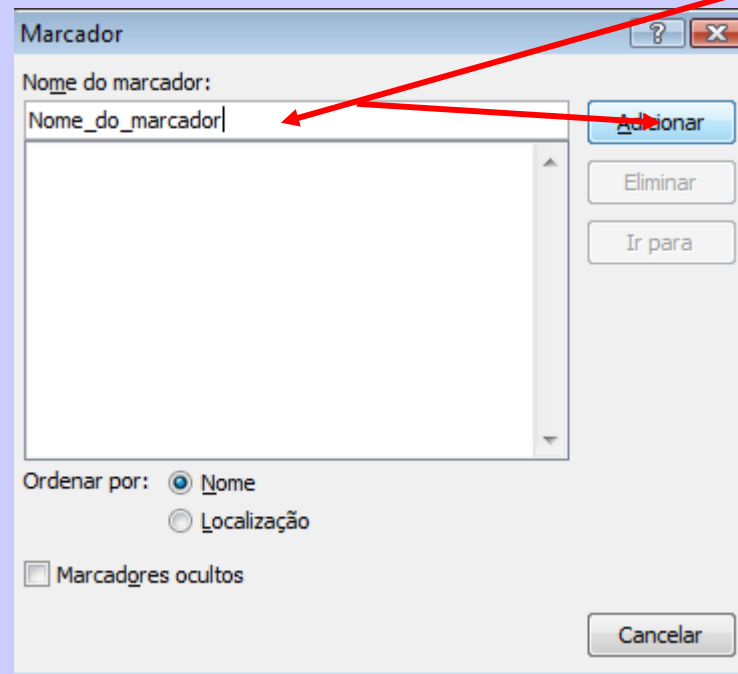 Marcador
Nome do marcador:
Nome_do_marcador
Adicionar
Eliminar
Ir para
Ordenar por:
Nome
Localização
Marcadores ocultos
Cancelar